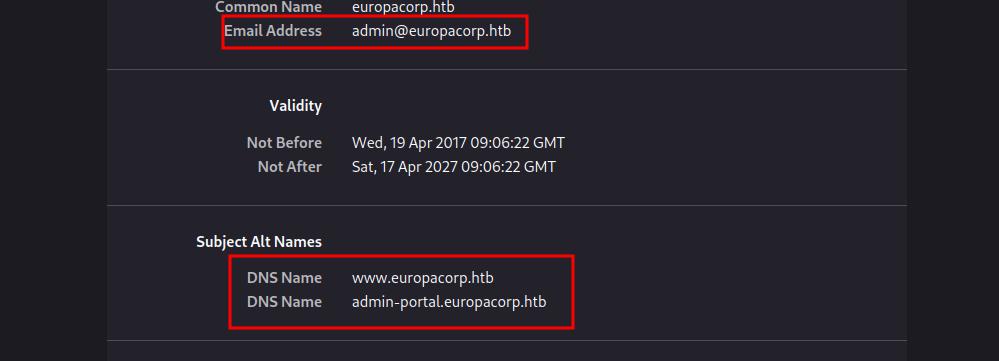 Common Name europacorp.htb
Email Address admin@europacorp.htb
Validity
Not Before Wed, 19 Apr 2017 09:06:22 GMT
Not After Sat, 17 Apr 2027 09:06:22 GMT
Subject Alt Names
DNS Name www.europacorp.htb
DNS Name admin-portal.europacorp.htb